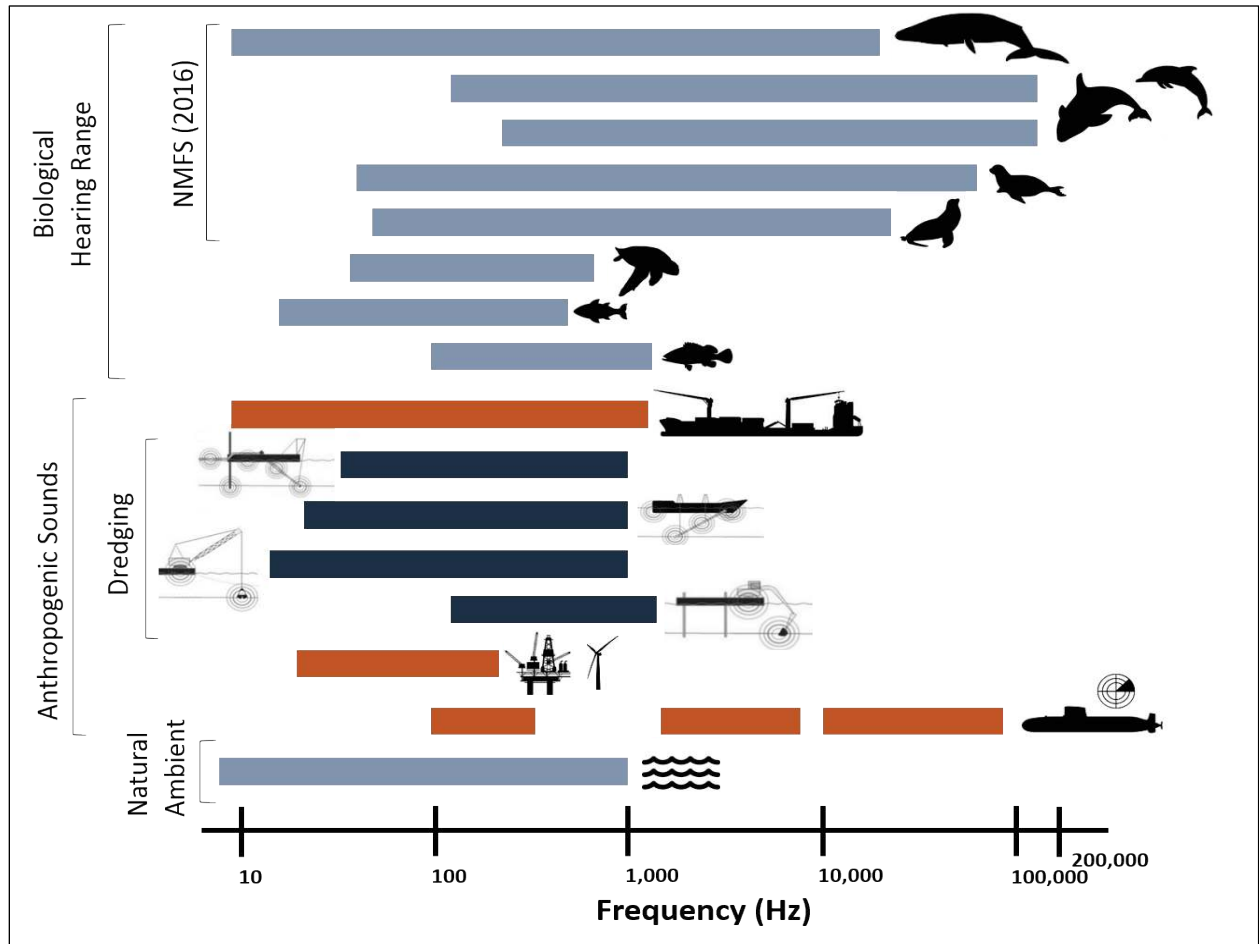 Biological
Hearing Range
NMFS (2016)
Anthropogenic Sounds
Dredging
Natural
Ambient
10
100
1,000
10,000
100,000
200,000
Frequency (Hz)